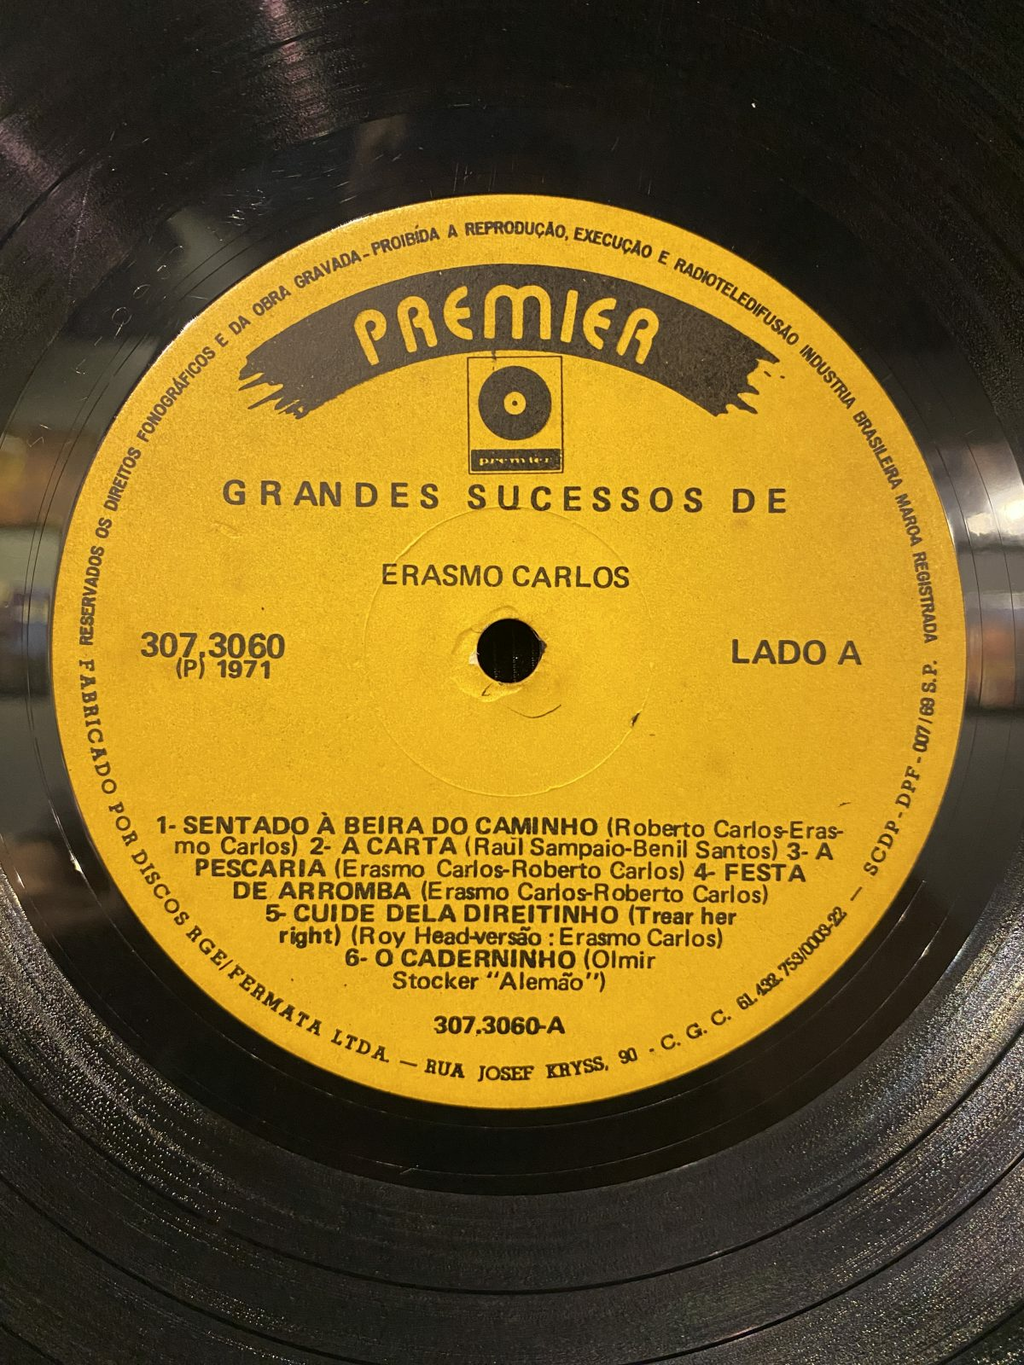 RESERVADOS OS DIREITOS FONOGRÁFICOS E DA OBRA GRAVADA-PROIBÍDA A REPRODUÇÃO, EXECUÇÃO E RADIOTELEDIFUSÃO INDUSTRIA BRASILEIRA MARCA REGISTRADA
PREMIER
premier
GRANDES SUCESSOS DE
ERASMO CARLOS
307.3060
(P) 1971
LADO A
1- SENTADO À BEIRA DO CAMINHO (Roberto Carlos-Eras-
mo Carlos) 2- A CARTA (Raul Sampaio-Benil Santos) 3- A
PESCARIA (Erasmo Carlos-Roberto Carlos) 4- FESTA
DE ARROMBA (Erasmo Carlos-Roberto Carlos)
5- CUIDE DELA DIREITINHO (Trear her
right) (Roy Head-versão : Erasmo Carlos)
6- O CADERNINHO (Olmir
Stocker "Alemão")
307.3060-A
FABRICADO POR DISCOS RGE/FERMATA LTDA. — RUA JOSEF KRYSS, 90 - C. G. C. 61.432.753/0003-22 — SCDP-DPF-007/69 S.P.